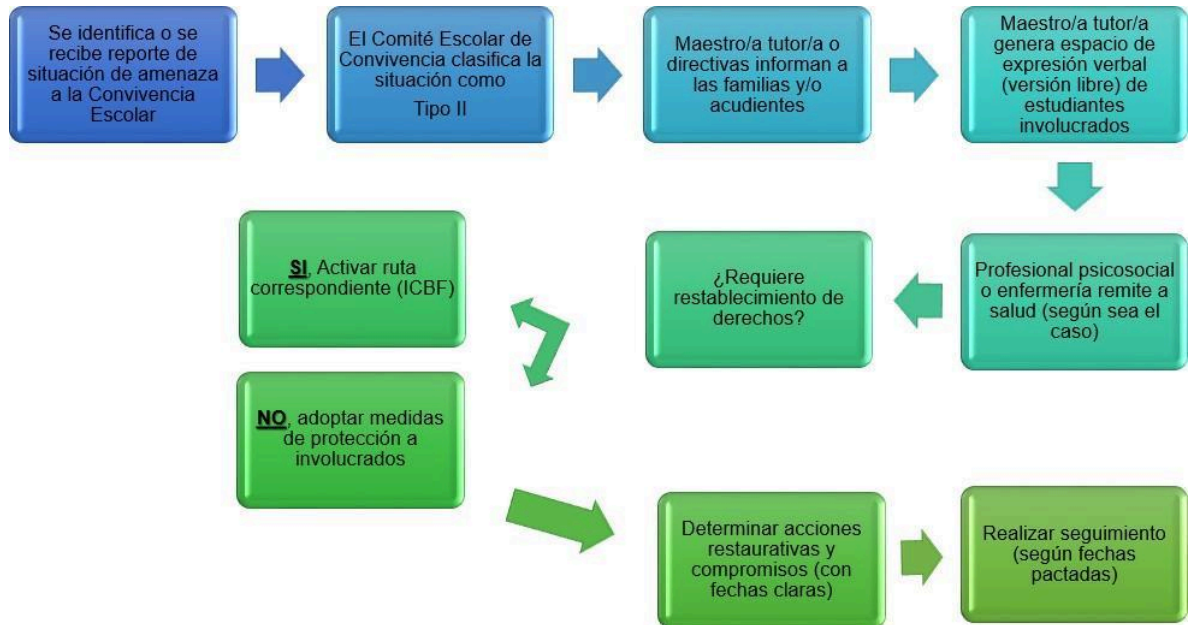 Se identifica o se
recibe reporte de
situación de amenaza
a la Convivencia
Escolar
El Comité Escolar de
Convivencia clasifica la
situación como
Tipo II
Maestro/a tutor/a o
directivas informan a
las familias y/o
acudientes
Maestro/a tutor/a
genera espacio de
expresión verbal
(versión libre) de
estudiantes
involucrados
Profesional psicosocial
o enfermería remite a
salud (según sea el
caso)
¿Requiere
restablecimiento de
derechos?
SI, Activar ruta
correspondiente (ICBF)
NO, adoptar medidas
de protección a
involucrados
Determinar acciones
restaurativas y
compromisos (con
fechas claras)
Realizar seguimiento
(según fechas
pactadas)